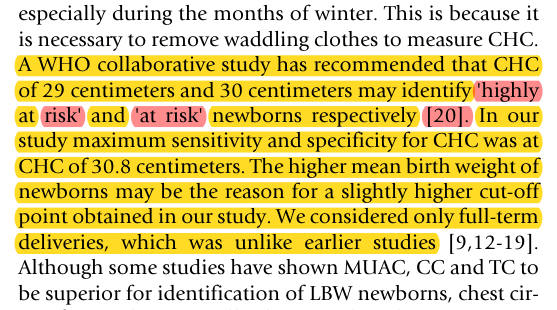 especially during the months of winter. This is because it
is necessary to remove waddling clothes to measure CHC.
A WHO collaborative study has recommended that CHC
of 29 centimeters and 30 centimeters may identify 'highly
at risk' and 'at risk' newborns respectively [20]. In our
study maximum sensitivity and specificity for CHC was at
CHC of 30.8 centimeters. The higher mean birth weight of
newborns may be the reason for a slightly higher cut-off
point obtained in our study. We considered only full-term
deliveries, which was unlike earlier studies [9,12-19].
Although some studies have shown MUAC, CC and TC to
be superior for identification of LBW newborns, chest cir-